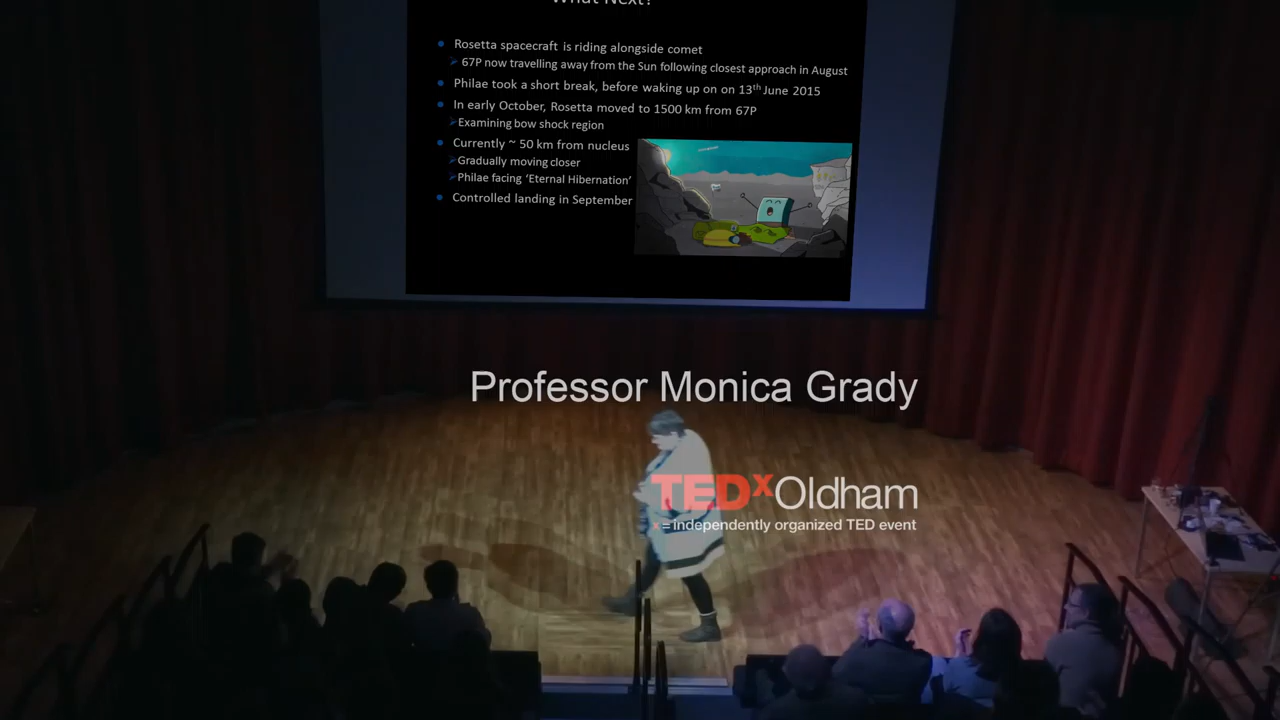 What Next?
Rosetta spacecraft is riding alongside comet
67P now travelling away from the Sun following closest approach in August
Philae took a short break, before waking up on on 13th June 2015
In early October, Rosetta moved to 1500 km from 67P
Examining bow shock region
Currently ~ 50 km from nucleus
Gradually moving closer
Philae facing ‘Eternal Hibernation’
Controlled landing in September
Professor Monica Grady
TEDxOldham
x = independently organized TED event